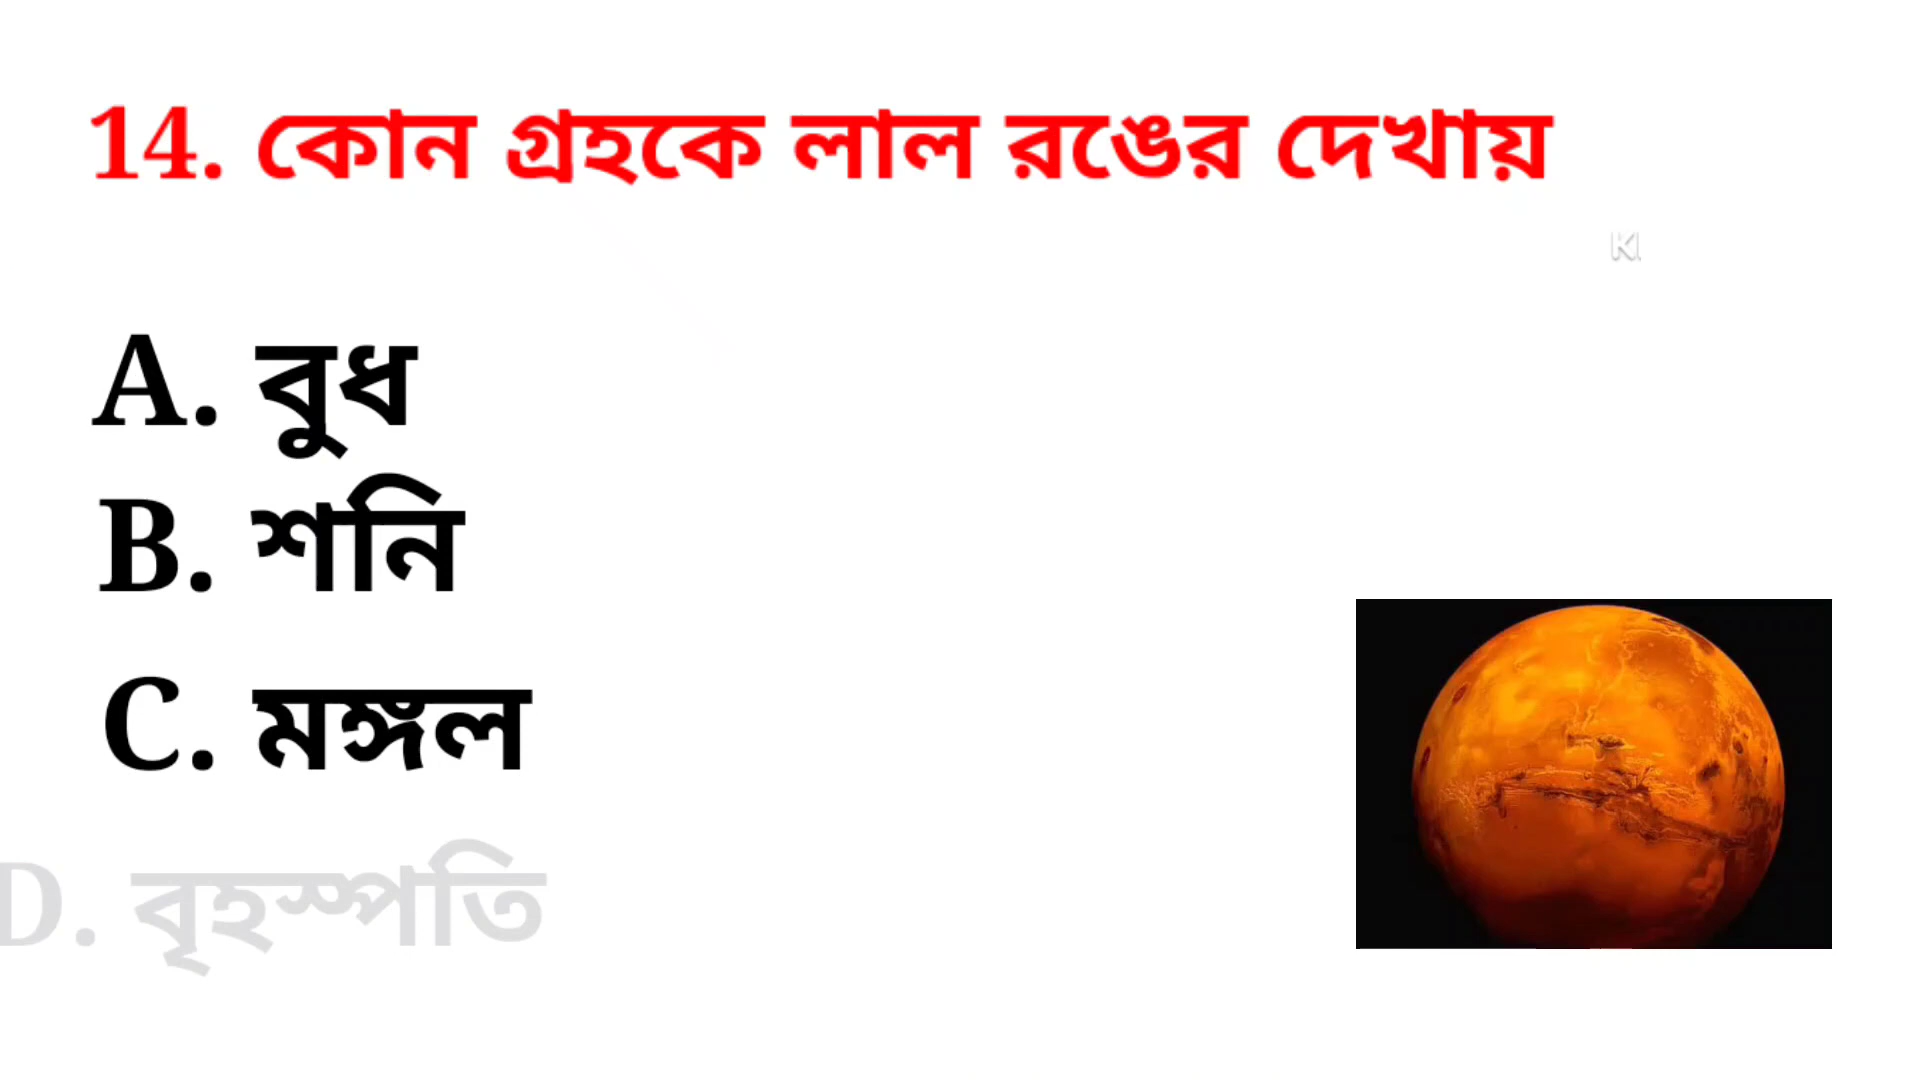 14. কোন গ্রহকে লাল রঙের দেখায়
A. বুধ
B. শনি
C. মঙ্গল
D. বৃহস্পতি